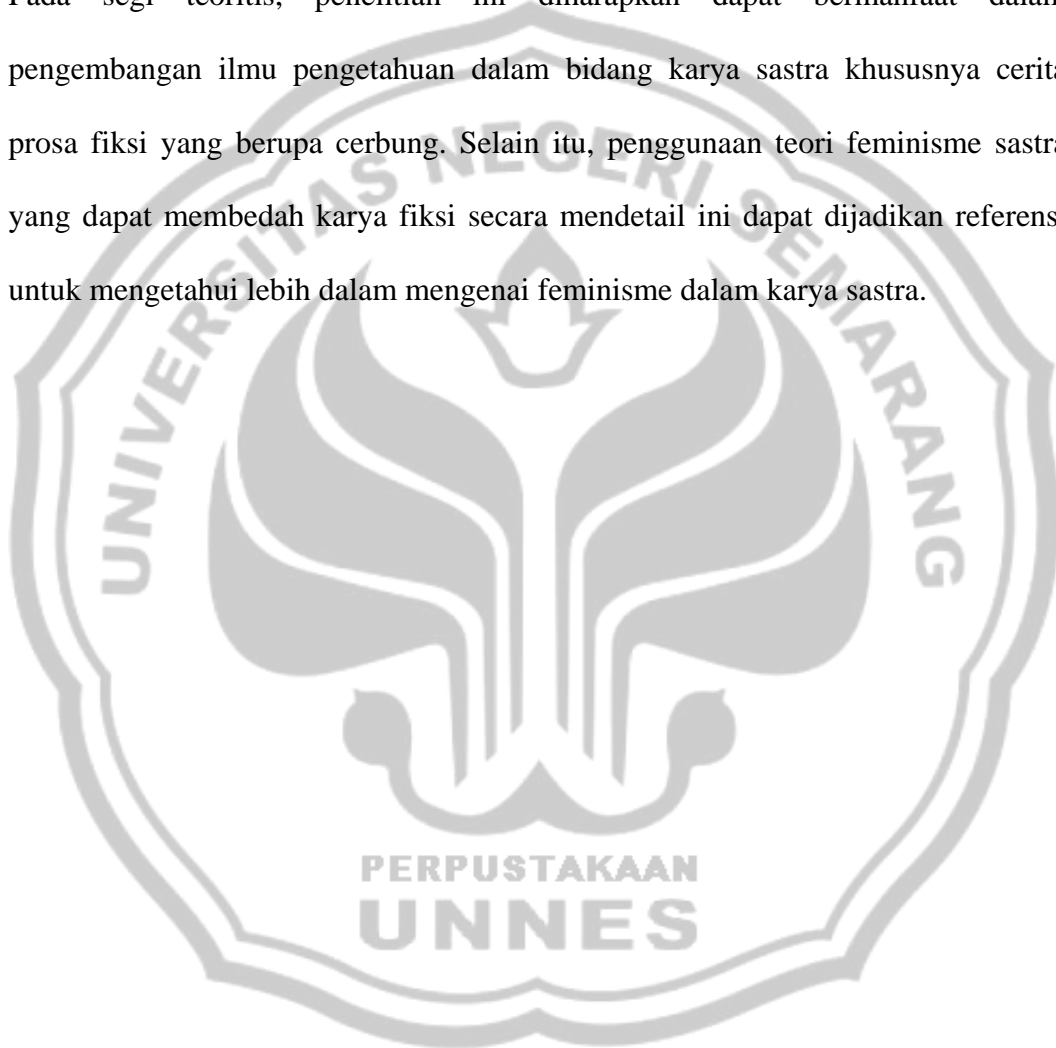 Pada segi teoritis, penelitian ini diharapkan dapat bermanfaat dalam
pengembangan ilmu pengetahuan dalam bidang karya sastra khususnya cerita
prosa fiksi yang berupa cerbung. Selain itu, penggunaan teori feminisme sastra
yang dapat membedah karya fiksi secara mendetail ini dapat dijadikan referensi
untuk mengetahui lebih dalam mengenai feminisme dalam karya sastra.
UNIVERSITAS NEGERI SEMARANG
PERPUSTAKAAN
UNNES